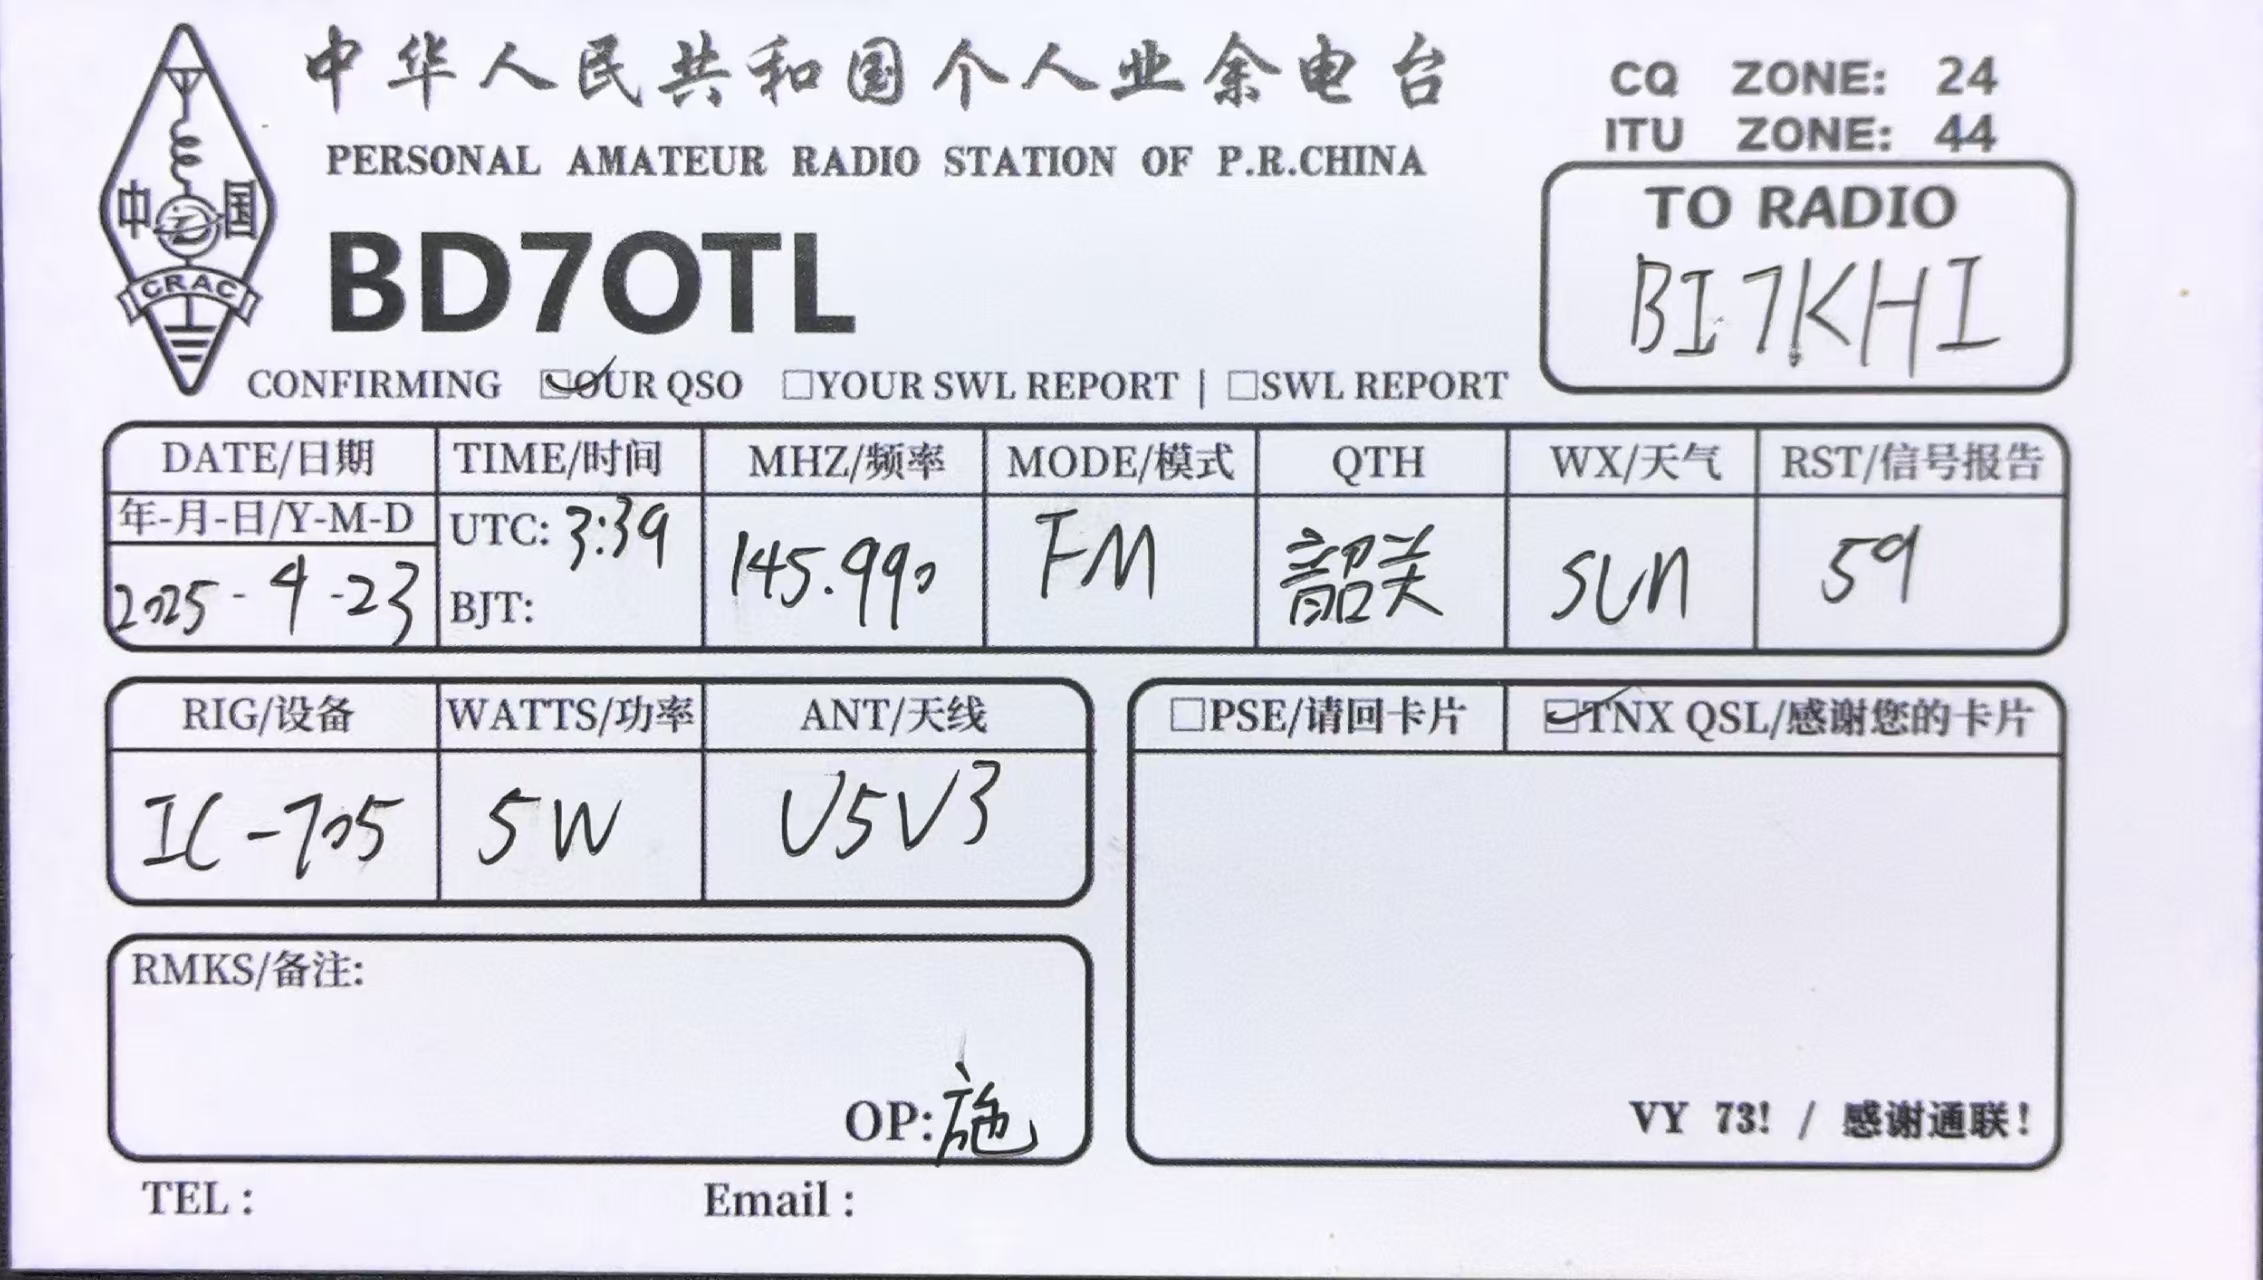 中华人民共和国个人业余电台
CQ ZONE: 24
ITU ZONE: 44
PERSONAL AMATEUR RADIO STATION OF P.R.CHINA
中国
CRAC
BD7OTL
TO RADIO
BI7KHI
CONFIRMING ☑OUR QSO □YOUR SWL REPORT | □SWL REPORT
DATE/日期 TIME/时间 MHZ/频率 MODE/模式 QTH WX/天气 RST/信号报告
年-月-日/Y-M-D UTC: 3:39 145.990 FM 韶关 SUN 59
2025-4-23 BJT:
RIG/设备 WATTS/功率 ANT/天线
IC-705 5W U5V3
□PSE/请回卡片 ☑TNX QSL/感谢您的卡片
RMKS/备注:
OP:施
VY 73! / 感谢通联!
TEL : Email :